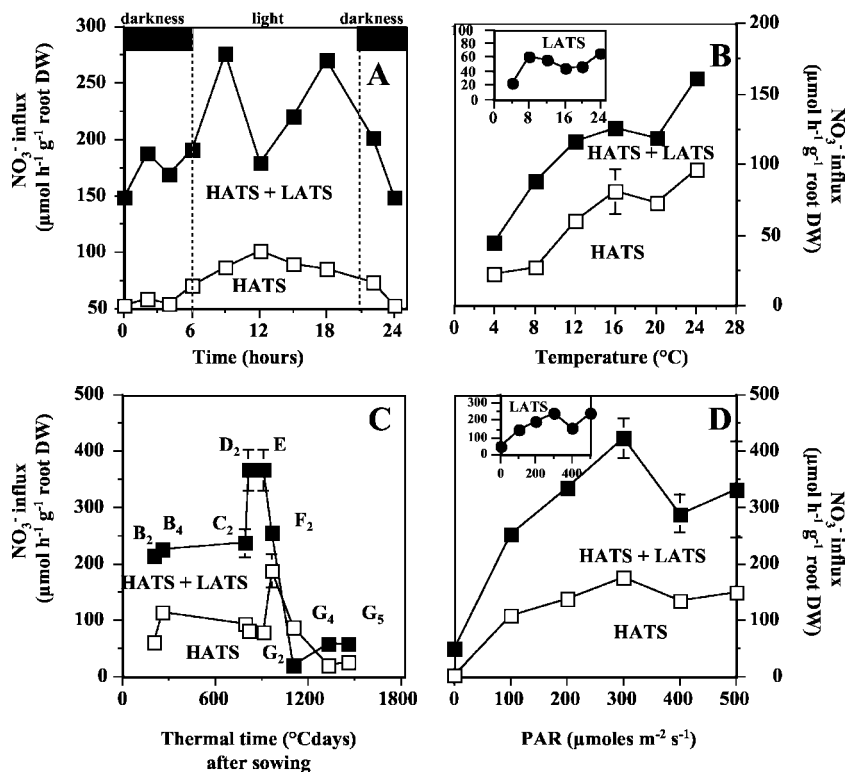 darkness light darkness
A
HATS + LATS
HATS
300
250
200
150
100
50
0 6 12 18 24
Time (hours)
NO₃⁻ influx
(µmol h⁻¹ g⁻¹ root DW)
B
LATS
100
80
60
40
20
0
0 8 16 24
HATS + LATS
HATS
200
150
100
50
0
0 4 8 12 16 20 24 28
Temperature (°C)
NO₃⁻ influx
(µmol h⁻¹ g⁻¹ root DW)
C
D₂ E
B₂ B₄ C₂ F₂
HATS + LATS
HATS
G₂ G₄ G₅
500
400
300
200
100
0
0 600 1200 1800
Thermal time (°Cdays)
after sowing
NO₃⁻ influx
(µmol h⁻¹ g⁻¹ root DW)
D
LATS
300
200
100
0
0 200 400
HATS + LATS
HATS
500
400
300
200
100
0
0 100 200 300 400 500
PAR (µmoles m⁻² s⁻¹)
NO₃⁻ influx
(µmol h⁻¹ g⁻¹ root DW)